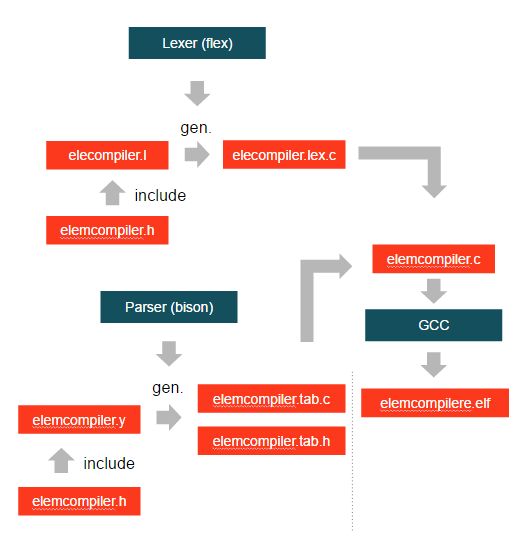 Lexer (flex)
gen.
elecompiler.l
elecompiler.lex.c
include
elemcompiler.h
elemcompiler.c
Parser (bison)
GCC
gen.
elemcompiler.tab.c
elemcompilere.elf
elemcompiler.y
elemcompiler.tab.h
include
elemcompiler.h